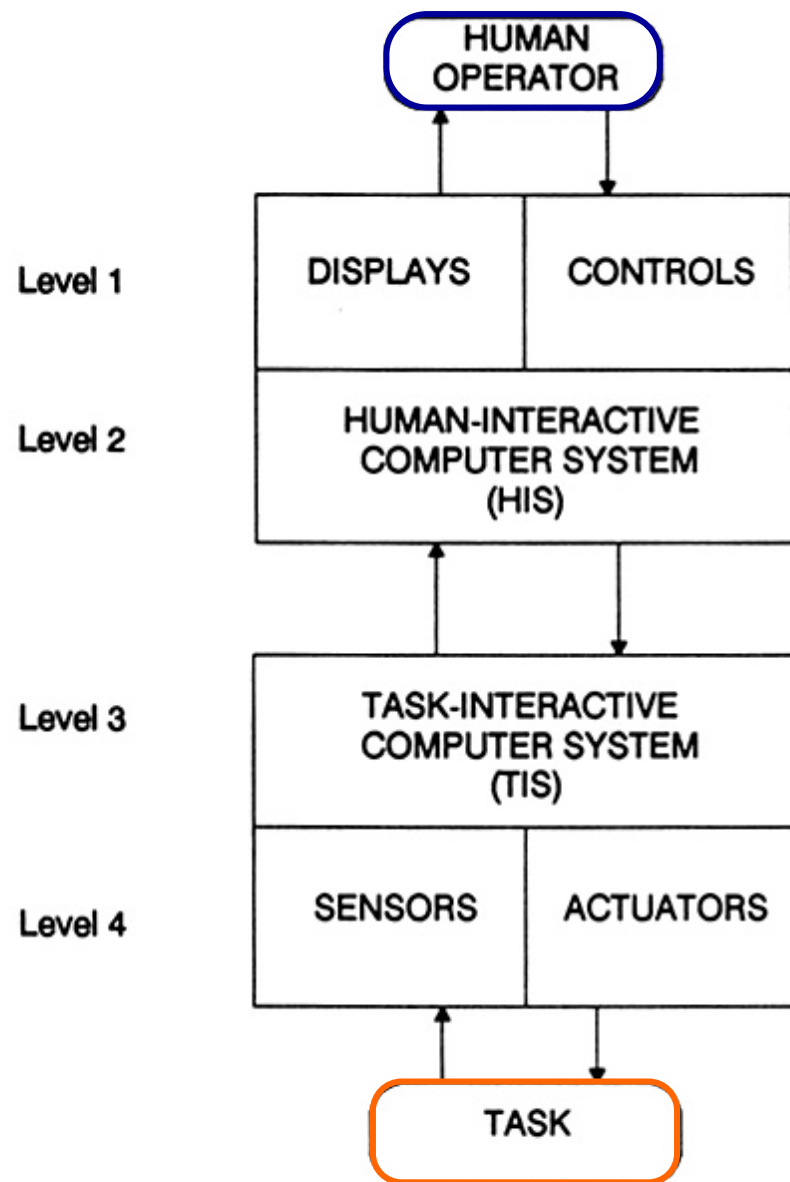 HUMAN
OPERATOR
Level 1
DISPLAYS
CONTROLS
Level 2
HUMAN-INTERACTIVE
COMPUTER SYSTEM
(HIS)
Level 3
TASK-INTERACTIVE
COMPUTER SYSTEM
(TIS)
Level 4
SENSORS
ACTUATORS
TASK